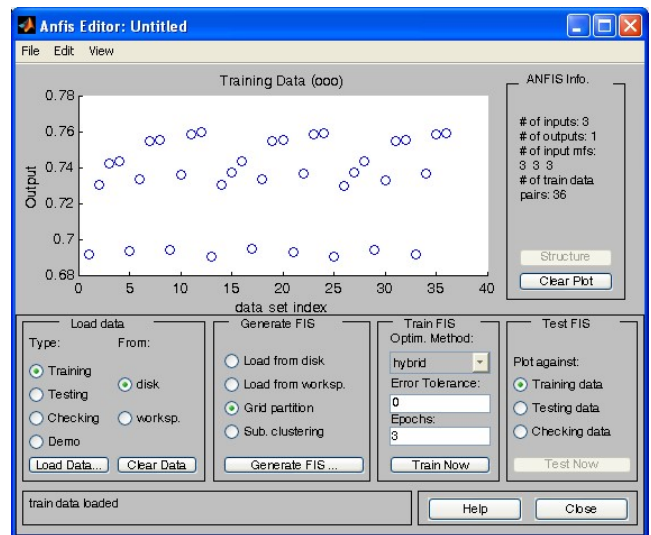 Anfis Editor: Untitled
File Edit View
Training Data (ooo)
0.78
0.76
0.74
0.72
0.7
0.68
Output
0 5 10 15 20 25 30 35 40
data set index
ANFIS Info.
# of inputs: 3
# of outputs: 1
# of input mfs:
3 3 3
# of train data
pairs: 36
Structure
Clear Plot
Load data
Type: From:
Training
disk
Testing
Checking
worksp.
Demo
Load Data... Clear Data
Generate FIS
Load from disk
Load from worksp.
Grid partition
Sub. clustering
Generate FIS ...
Train FIS
Optim. Method:
hybrid
Error Tolerance:
0
Epochs:
3
Train Now
Test FIS
Plot against:
Training data
Testing data
Checking data
Test Now
train data loaded
Help Close